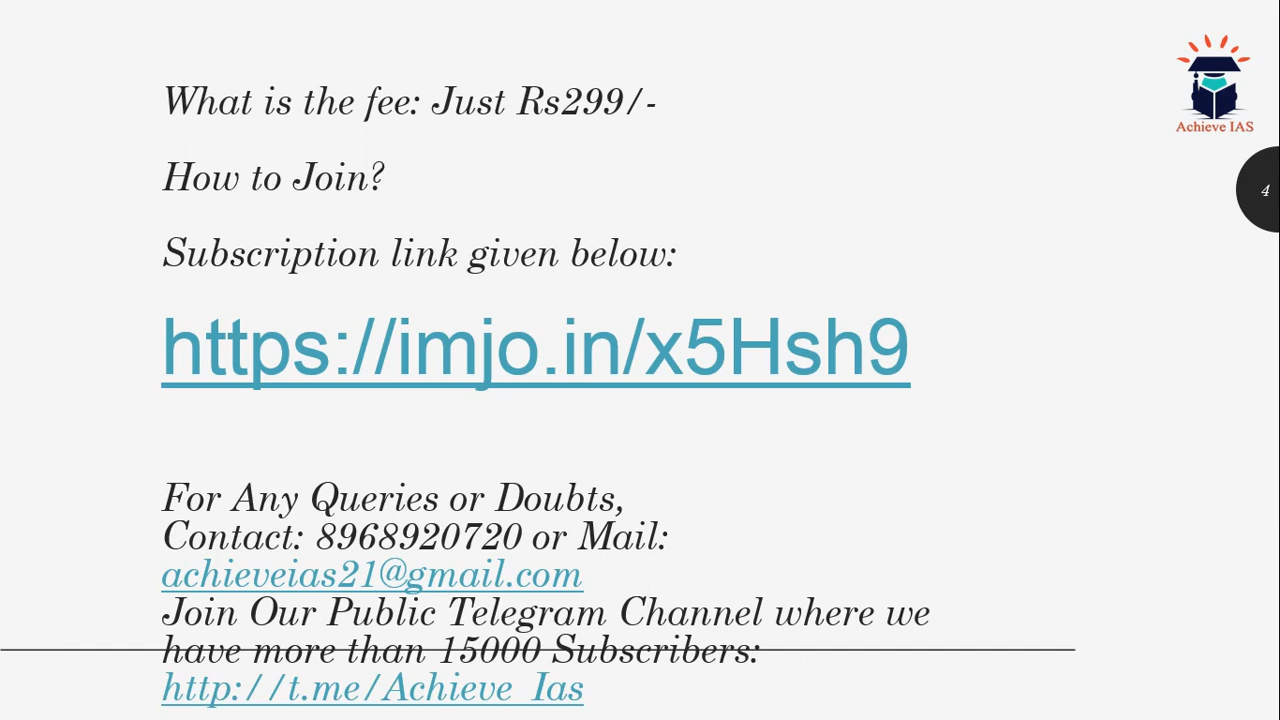 What is the fee: Just Rs299/-
How to Join?
Subscription link given below:
https://imjo.in/x5Hsh9
For Any Queries or Doubts,
Contact: 8968920720 or Mail:
achieveias21@gmail.com
Join Our Public Telegram Channel where we
have more than 15000 Subscribers:
http://t.me/Achieve_Ias
Achieve IAS
4